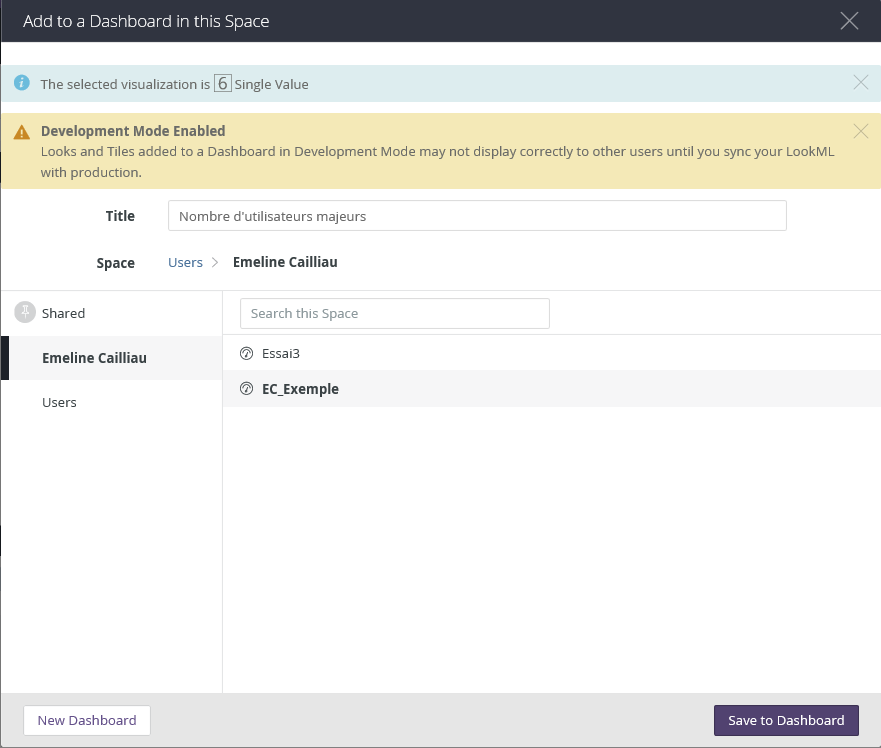 Add to a Dashboard in this Space
The selected visualization is 6 Single Value
Development Mode Enabled
Looks and Tiles added to a Dashboard in Development Mode may not display correctly to other users until you sync your LookML
with production.
Title Nombre d'utilisateurs majeurs
Space Users > Emeline Cailliau
Shared
Emeline Cailliau
Users
Search this Space
Essai3
EC_Exemple
New Dashboard
Save to Dashboard